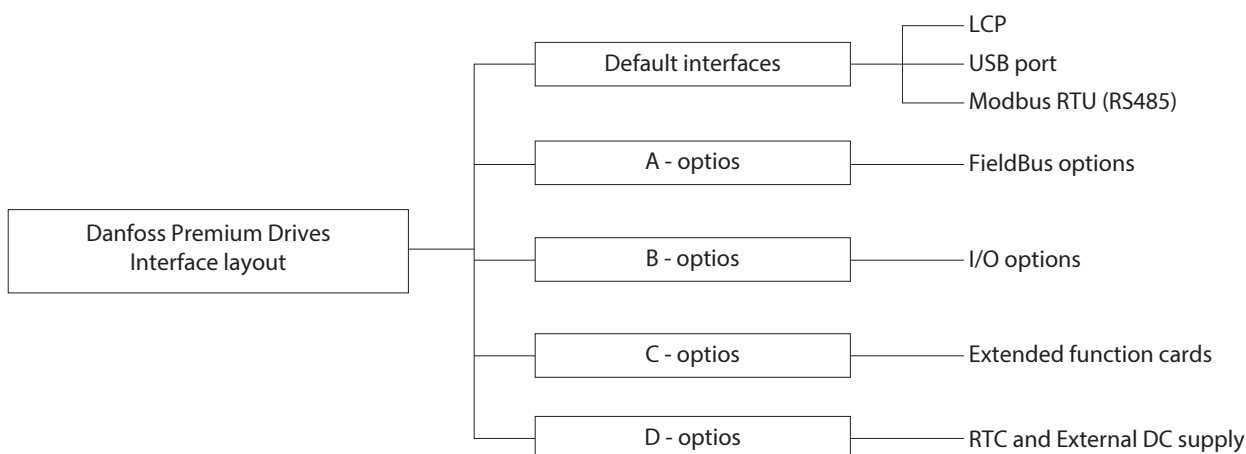 Danfoss Premium Drives
Interface layout
Default interfaces
LCP
USB port
Modbus RTU (RS485)
A - optios
FieldBus options
B - optios
I/O options
C - optios
Extended function cards
D - optios
RTC and External DC supply